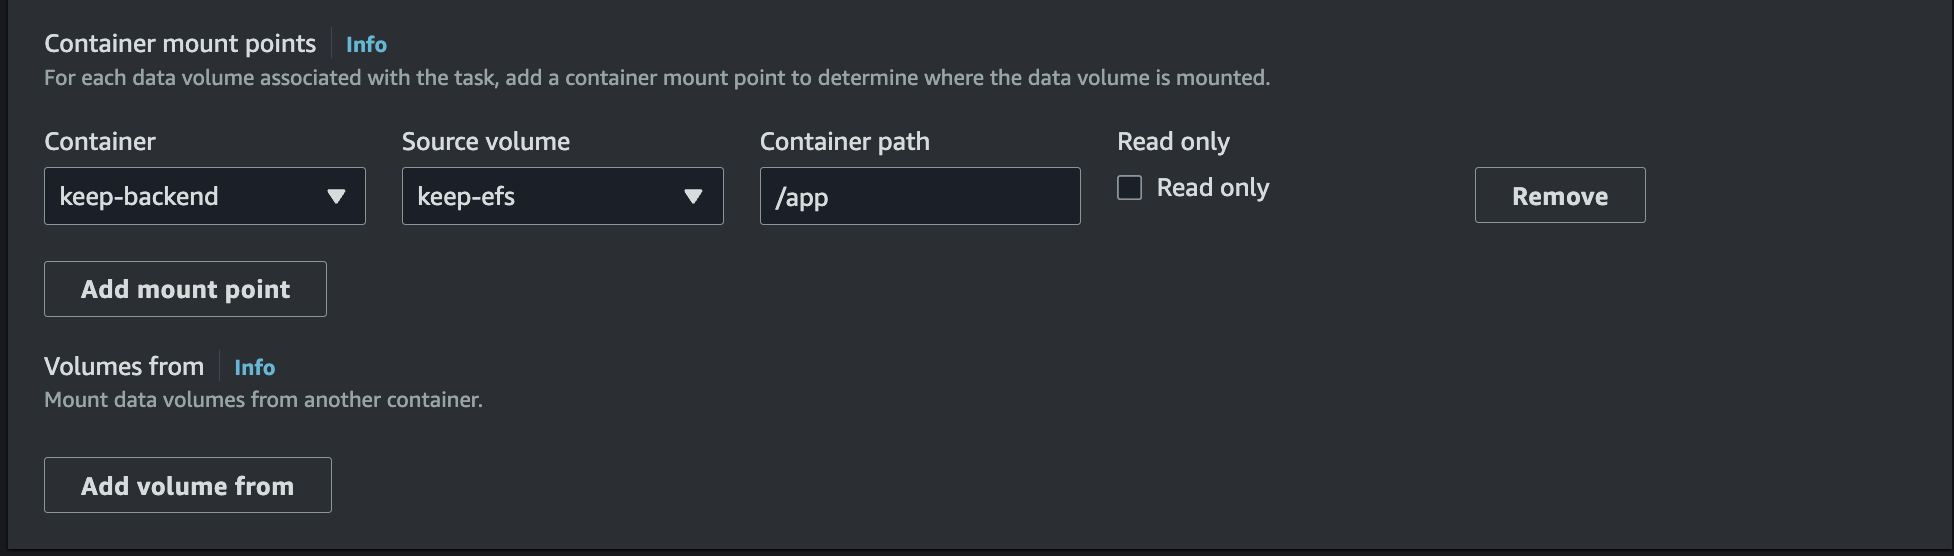 Container mount points Info
For each data volume associated with the task, add a container mount point to determine where the data volume is mounted.
Container Source volume Container path Read only
keep-backend keep-efs /app Read only Remove
Add mount point
Volumes from Info
Mount data volumes from another container.
Add volume from